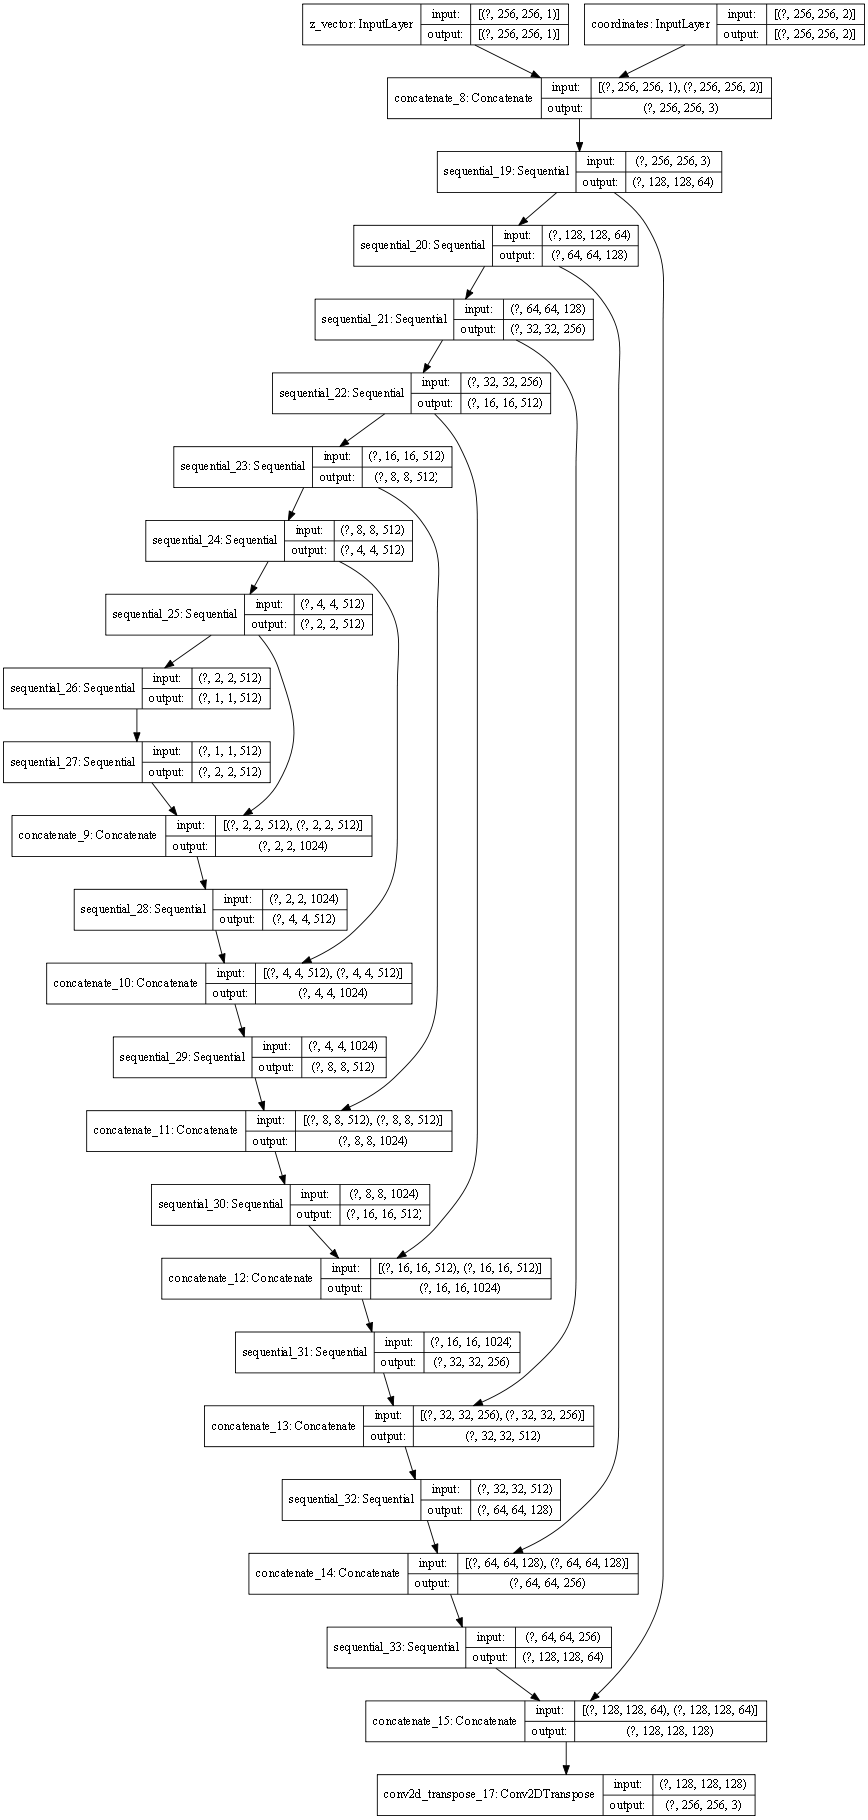 z_vector: InputLayer
input: [(?, 256, 256, 1)]
output: [(?, 256, 256, 1)]
coordinates: InputLayer
input: [(?, 256, 256, 2)]
output: [(?, 256, 256, 2)]
concatenate_8: Concatenate
input: [(?, 256, 256, 1), (?, 256, 256, 2)]
output: (?, 256, 256, 3)
sequential_19: Sequential
input: (?, 256, 256, 3)
output: (?, 128, 128, 64)
sequential_20: Sequential
input: (?, 128, 128, 64)
output: (?, 64, 64, 128)
sequential_21: Sequential
input: (?, 64, 64, 128)
output: (?, 32, 32, 256)
sequential_22: Sequential
input: (?, 32, 32, 256)
output: (?, 16, 16, 512)
sequential_23: Sequential
input: (?, 16, 16, 512)
output: (?, 8, 8, 512)
sequential_24: Sequential
input: (?, 8, 8, 512)
output: (?, 4, 4, 512)
sequential_25: Sequential
input: (?, 4, 4, 512)
output: (?, 2, 2, 512)
sequential_26: Sequential
input: (?, 2, 2, 512)
output: (?, 1, 1, 512)
sequential_27: Sequential
input: (?, 1, 1, 512)
output: (?, 2, 2, 512)
concatenate_9: Concatenate
input: [(?, 2, 2, 512), (?, 2, 2, 512)]
output: (?, 2, 2, 1024)
sequential_28: Sequential
input: (?, 2, 2, 1024)
output: (?, 4, 4, 512)
concatenate_10: Concatenate
input: [(?, 4, 4, 512), (?, 4, 4, 512)]
output: (?, 4, 4, 1024)
sequential_29: Sequential
input: (?, 4, 4, 1024)
output: (?, 8, 8, 512)
concatenate_11: Concatenate
input: [(?, 8, 8, 512), (?, 8, 8, 512)]
output: (?, 8, 8, 1024)
sequential_30: Sequential
input: (?, 8, 8, 1024)
output: (?, 16, 16, 512)
concatenate_12: Concatenate
input: [(?, 16, 16, 512), (?, 16, 16, 512)]
output: (?, 16, 16, 1024)
sequential_31: Sequential
input: (?, 16, 16, 1024)
output: (?, 32, 32, 256)
concatenate_13: Concatenate
input: [(?, 32, 32, 256), (?, 32, 32, 256)]
output: (?, 32, 32, 512)
sequential_32: Sequential
input: (?, 32, 32, 512)
output: (?, 64, 64, 128)
concatenate_14: Concatenate
input: [(?, 64, 64, 128), (?, 64, 64, 128)]
output: (?, 64, 64, 256)
sequential_33: Sequential
input: (?, 64, 64, 256)
output: (?, 128, 128, 64)
concatenate_15: Concatenate
input: [(?, 128, 128, 64), (?, 128, 128, 64)]
output: (?, 128, 128, 128)
conv2d_transpose_17: Conv2DTranspose
input: (?, 128, 128, 128)
output: (?, 256, 256, 3)